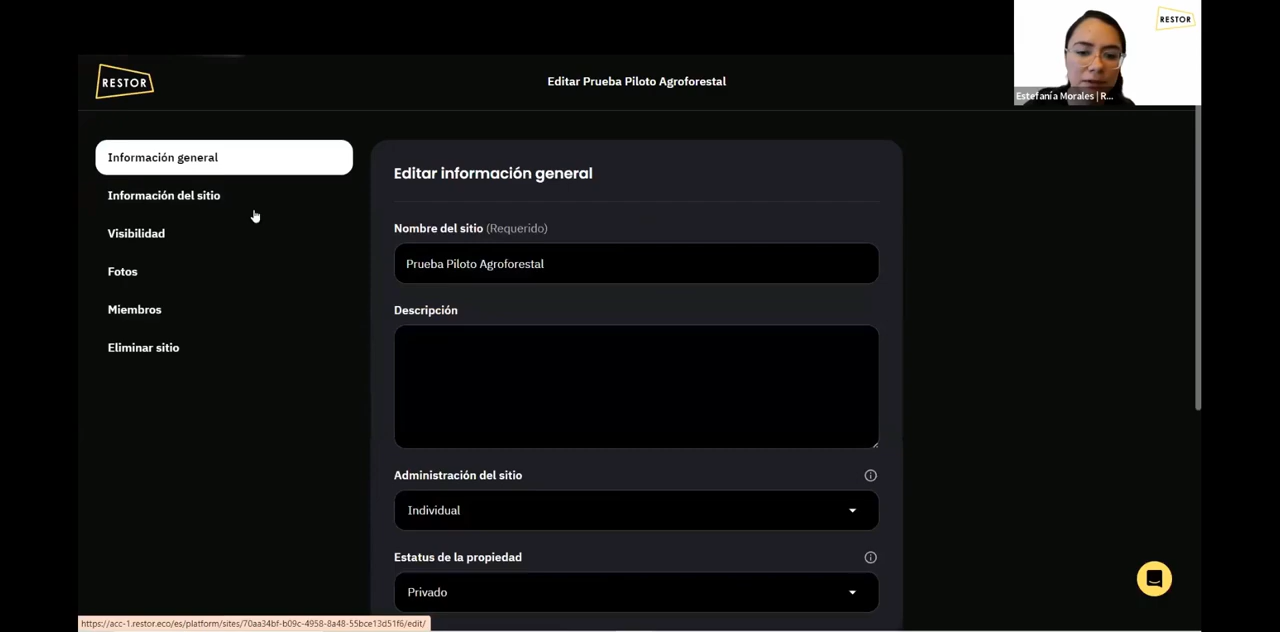 RESTOR
Editar Prueba Piloto Agroforestal
RESTOR
Estefanía Morales | R...
Información general
Información del sitio
Visibilidad
Fotos
Miembros
Eliminar sitio
Editar información general
Nombre del sitio (Requerido)
Prueba Piloto Agroforestal
Descripción
Administración del sitio
Individual
Estatus de la propiedad
Privado
https://acc-1.restor.eco/es/platform/sites/70aa34bf-b09c-4958-8a48-55bce13d51f6/edit/